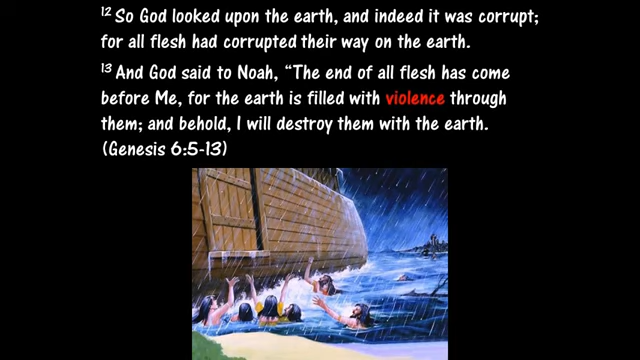 12 So God looked upon the earth, and indeed it was corrupt;
for all flesh had corrupted their way on the earth.
13 And God said to Noah, “The end of all flesh has come
before Me, for the earth is filled with violence through
them; and behold, I will destroy them with the earth.
(Genesis 6:5-13)